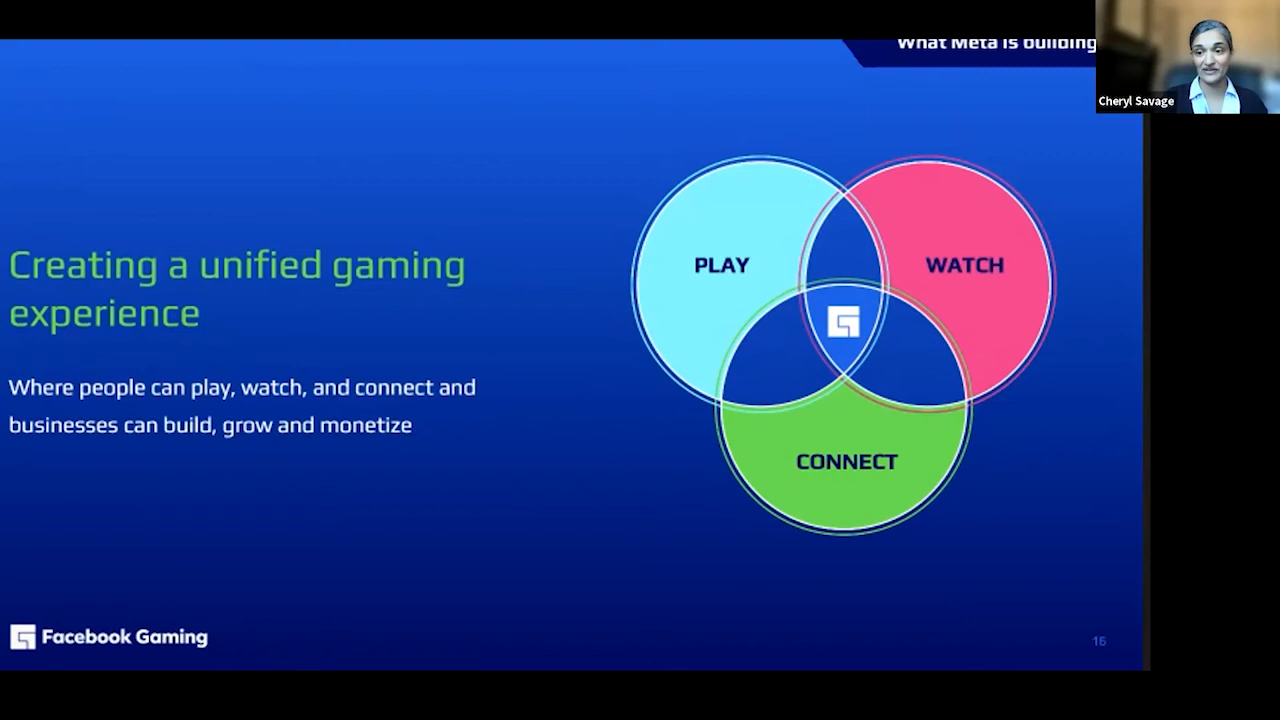 What Meta is building
Cheryl Savage
Creating a unified gaming
experience
Where people can play, watch, and connect and
businesses can build, grow and monetize
PLAY
WATCH
CONNECT
Facebook Gaming
16